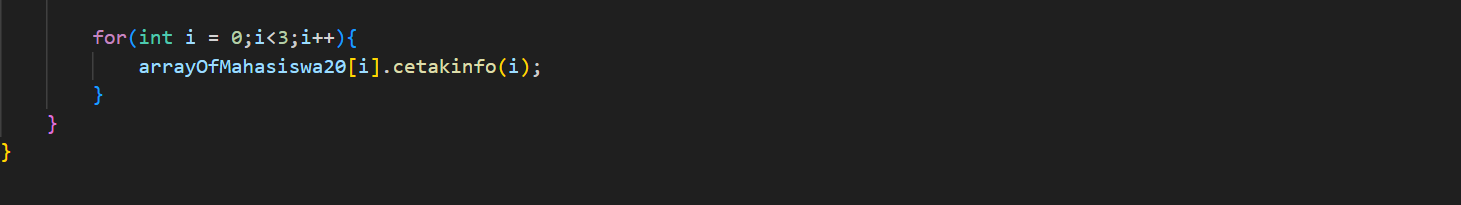 for(int i = 0;i<3;i++){
arrayOfMahasiswa20[i].cetakinfo(i);
}
}
}